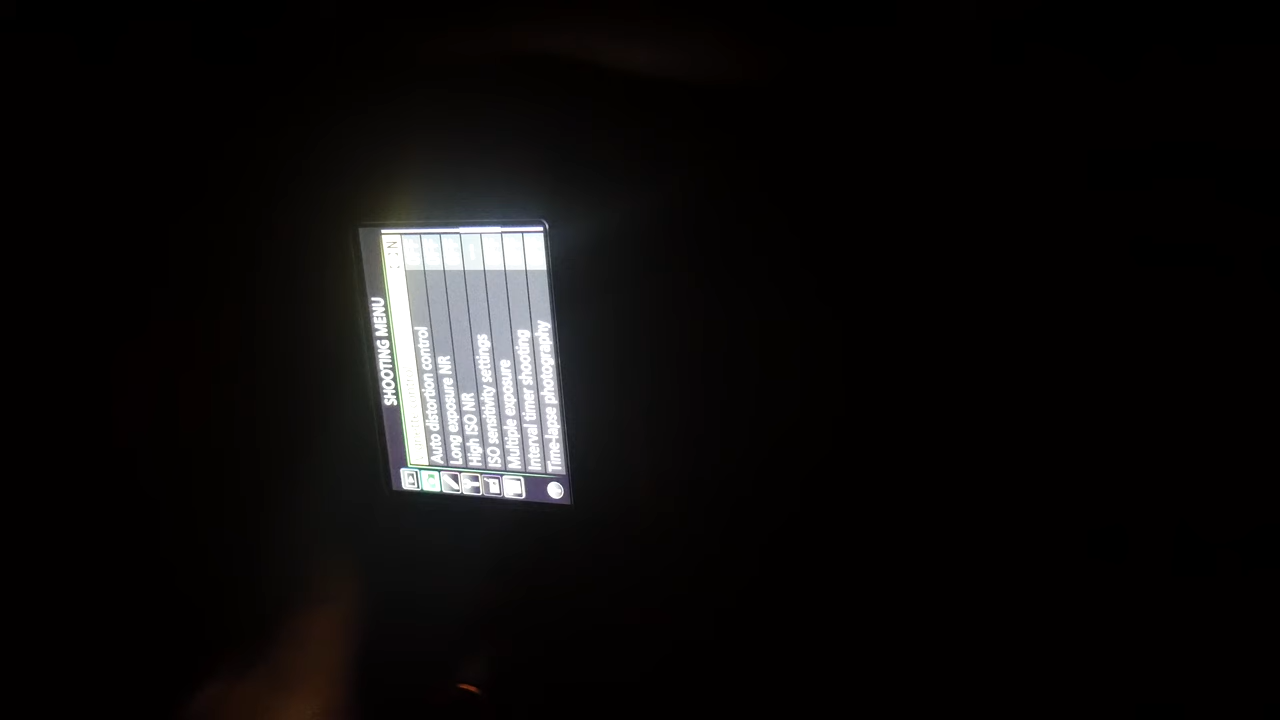 SHOOTING MENU
Auto distortion control
Long exposure NR
High ISO NR
ISO sensitivity settings
Multiple exposure
Interval timer shooting
Time-lapse photography